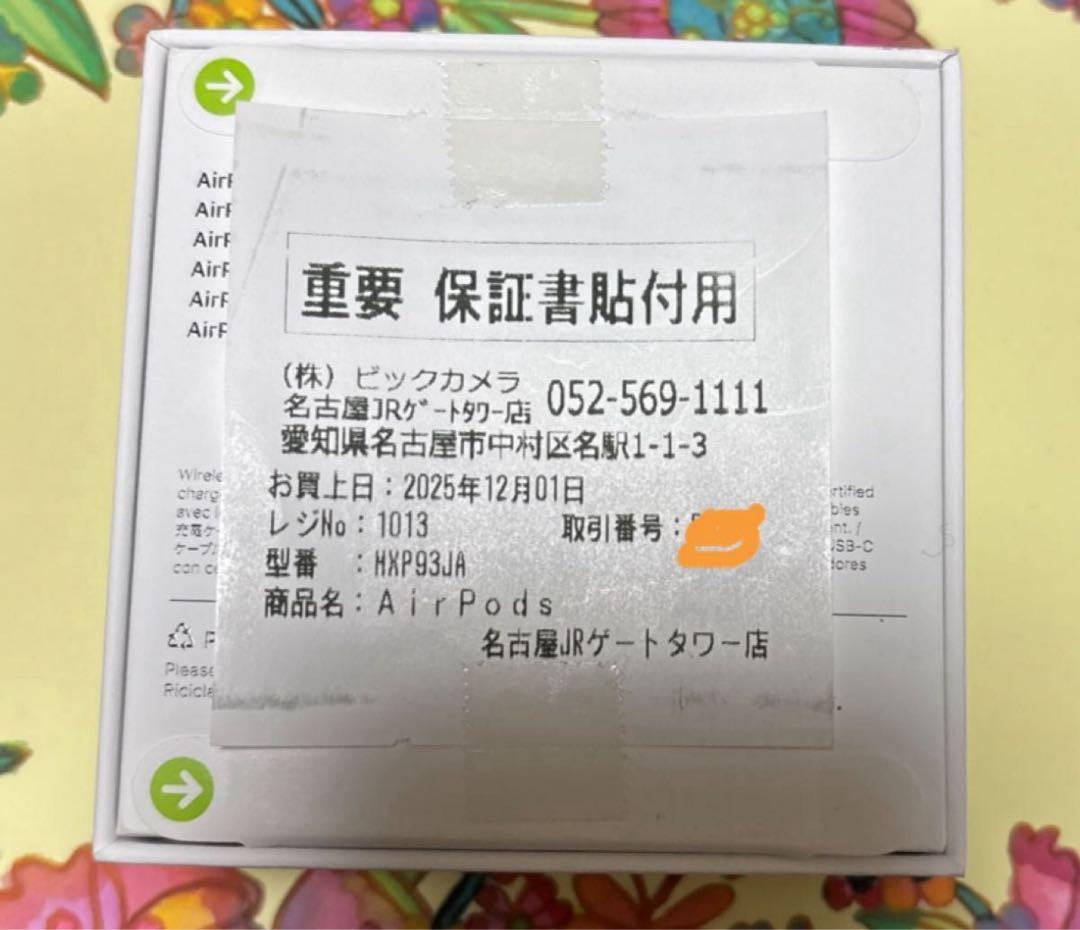 重要 保証書貼付用
(株) ビックカメラ
名古屋JRゲートタワー店 052-569-1111
愛知県名古屋市中村区名駅1-1-3
お買上日:2025年12月01日
レジNo:1013 取引番号:
型番 :MXP93JA
商品名:AirPods
名古屋JRゲートタワー店
USB-C
Please